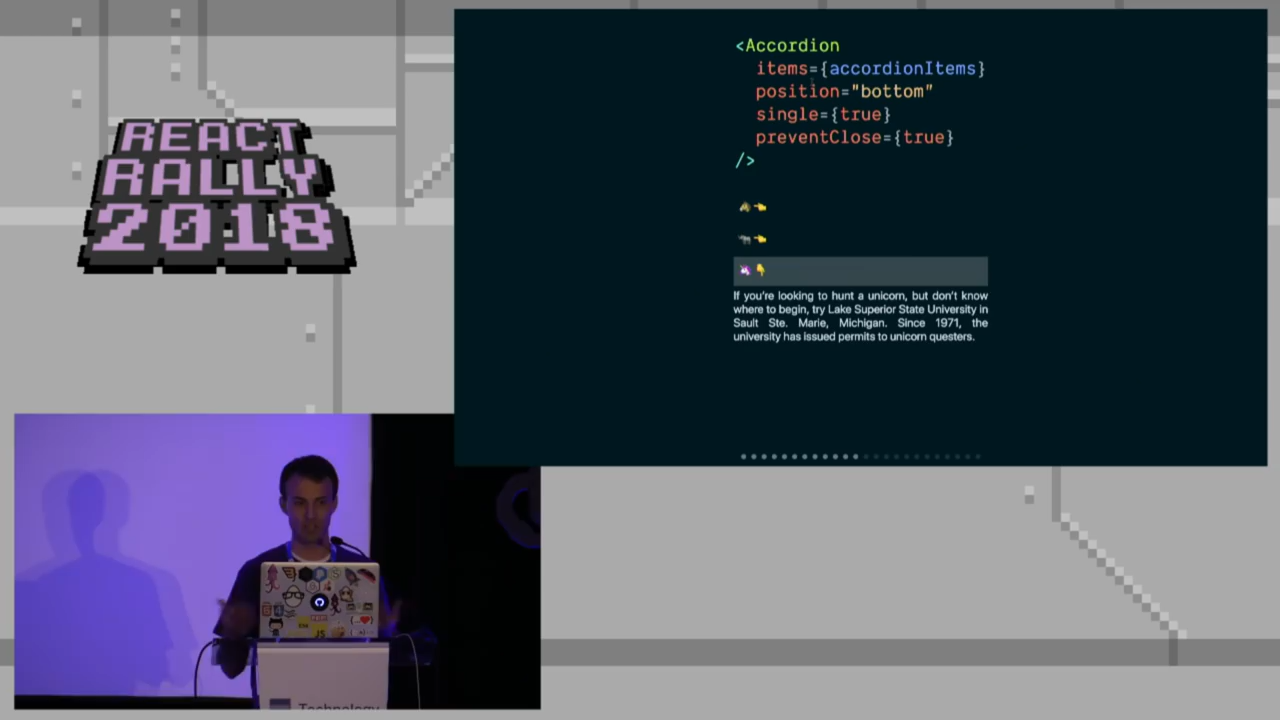 REACT
RALLY
2018
<Accordion
items={accordionItems}
position="bottom"
single={true}
preventClose={true}
/>
If you're looking to hunt a unicorn, but don't know
where to begin, try Lake Superior State University in
Sault Ste. Marie, Michigan. Since 1971, the
university has issued permits to unicorn questers.
JS
Technology